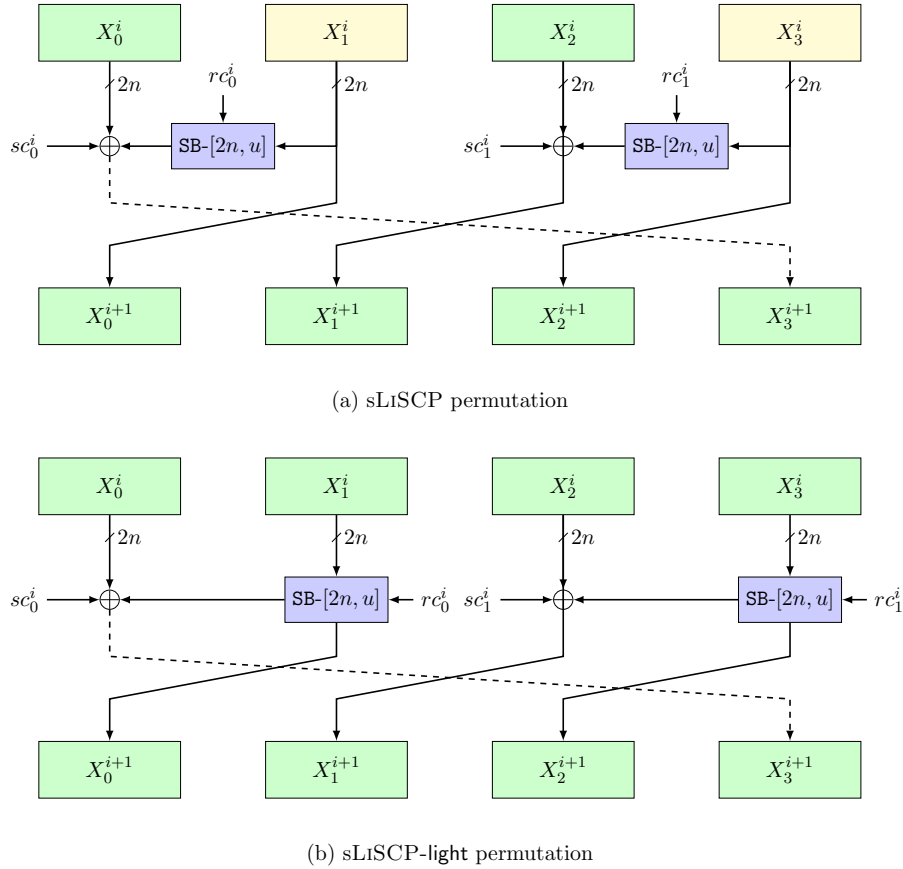 X_0^i X_1^i X_2^i X_3^i
2n rc_0^i 2n 2n rc_1^i 2n
sc_0^i SB-[2n, u] sc_1^i SB-[2n, u]
X_0^{i+1} X_1^{i+1} X_2^{i+1} X_3^{i+1}
(a) sLiSCP permutation
X_0^i X_1^i X_2^i X_3^i
2n 2n 2n 2n
sc_0^i SB-[2n, u] rc_0^i sc_1^i SB-[2n, u] rc_1^i
X_0^{i+1} X_1^{i+1} X_2^{i+1} X_3^{i+1}
(b) sLiSCP-light permutation